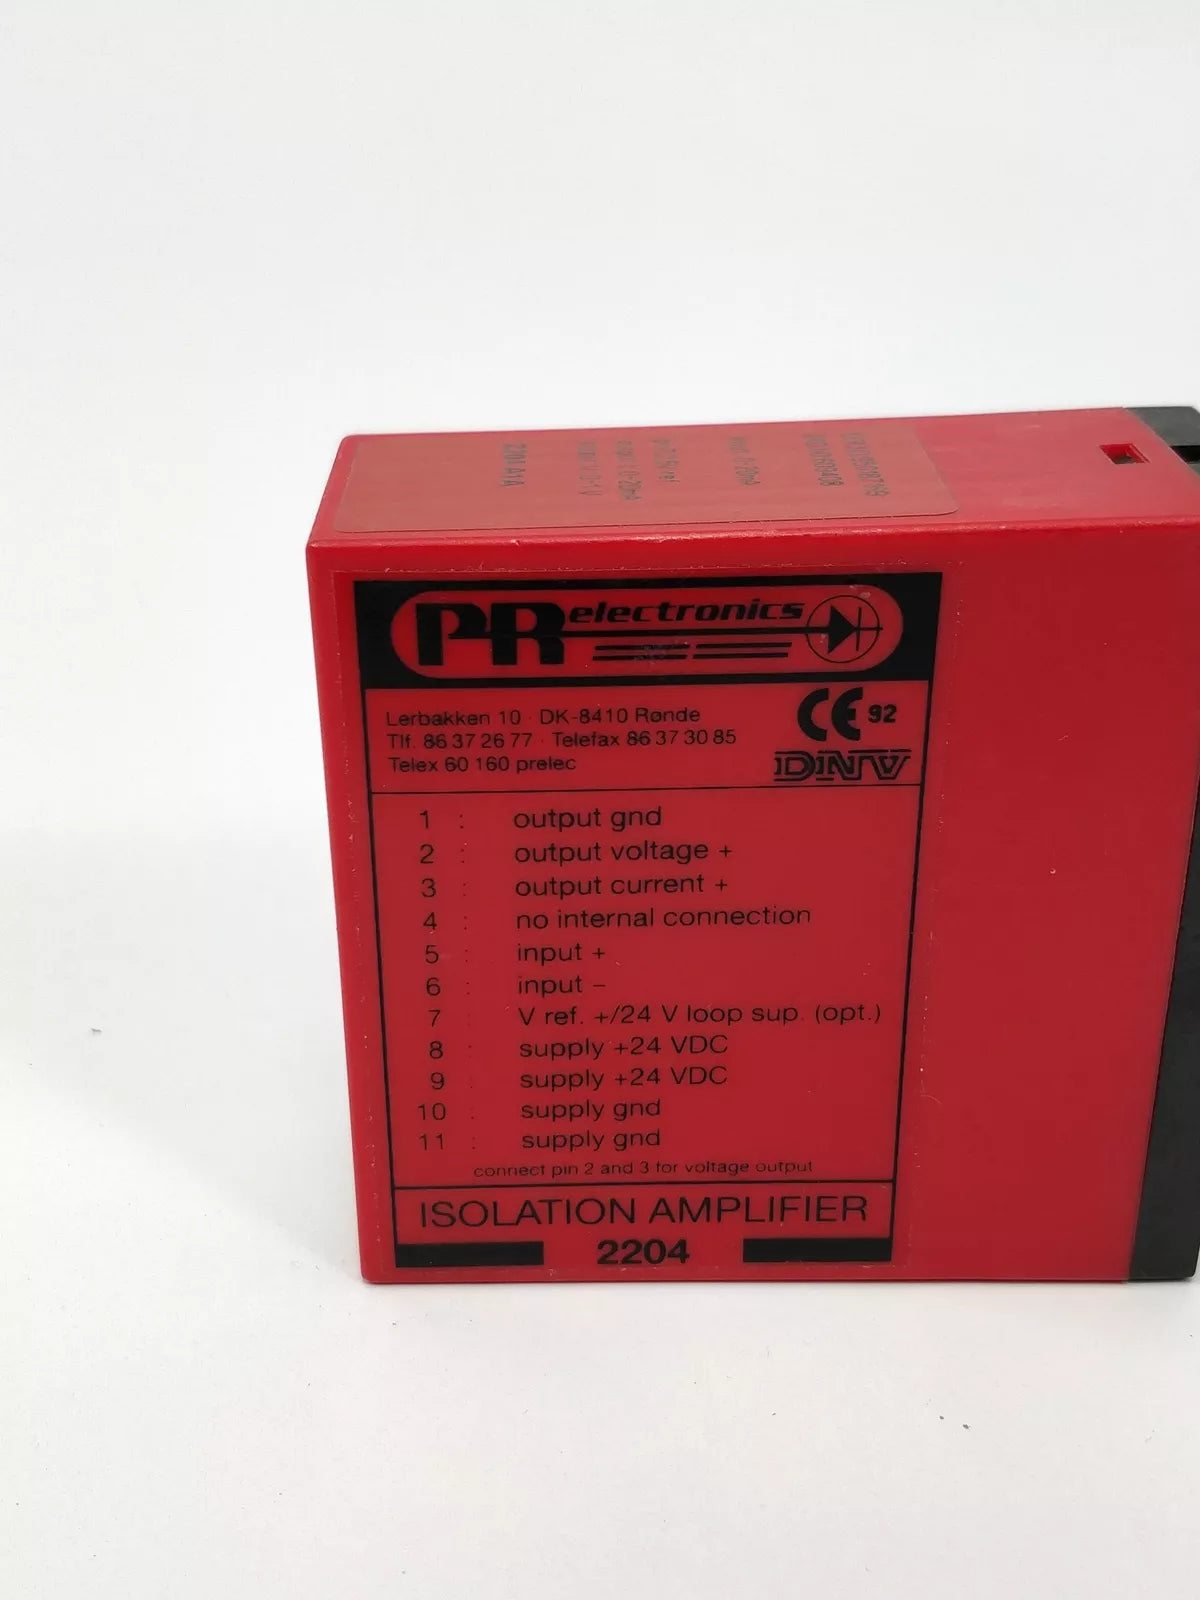 2204 A1A
PR electronics
Lerbakken 10 · DK-8410 Rønde
Tlf. 86 37 26 77 · Telefax 86 37 30 85
Telex 60 160 prelec
CE 92
DNV
1 : output gnd
2 : output voltage +
3 : output current +
4 : no internal connection
5 : input +
6 : input –
7 : V ref. +/24 V loop sup. (opt.)
8 : supply +24 VDC
9 : supply +24 VDC
10 : supply gnd
11 : supply gnd
connect pin 2 and 3 for voltage output
ISOLATION AMPLIFIER
2204